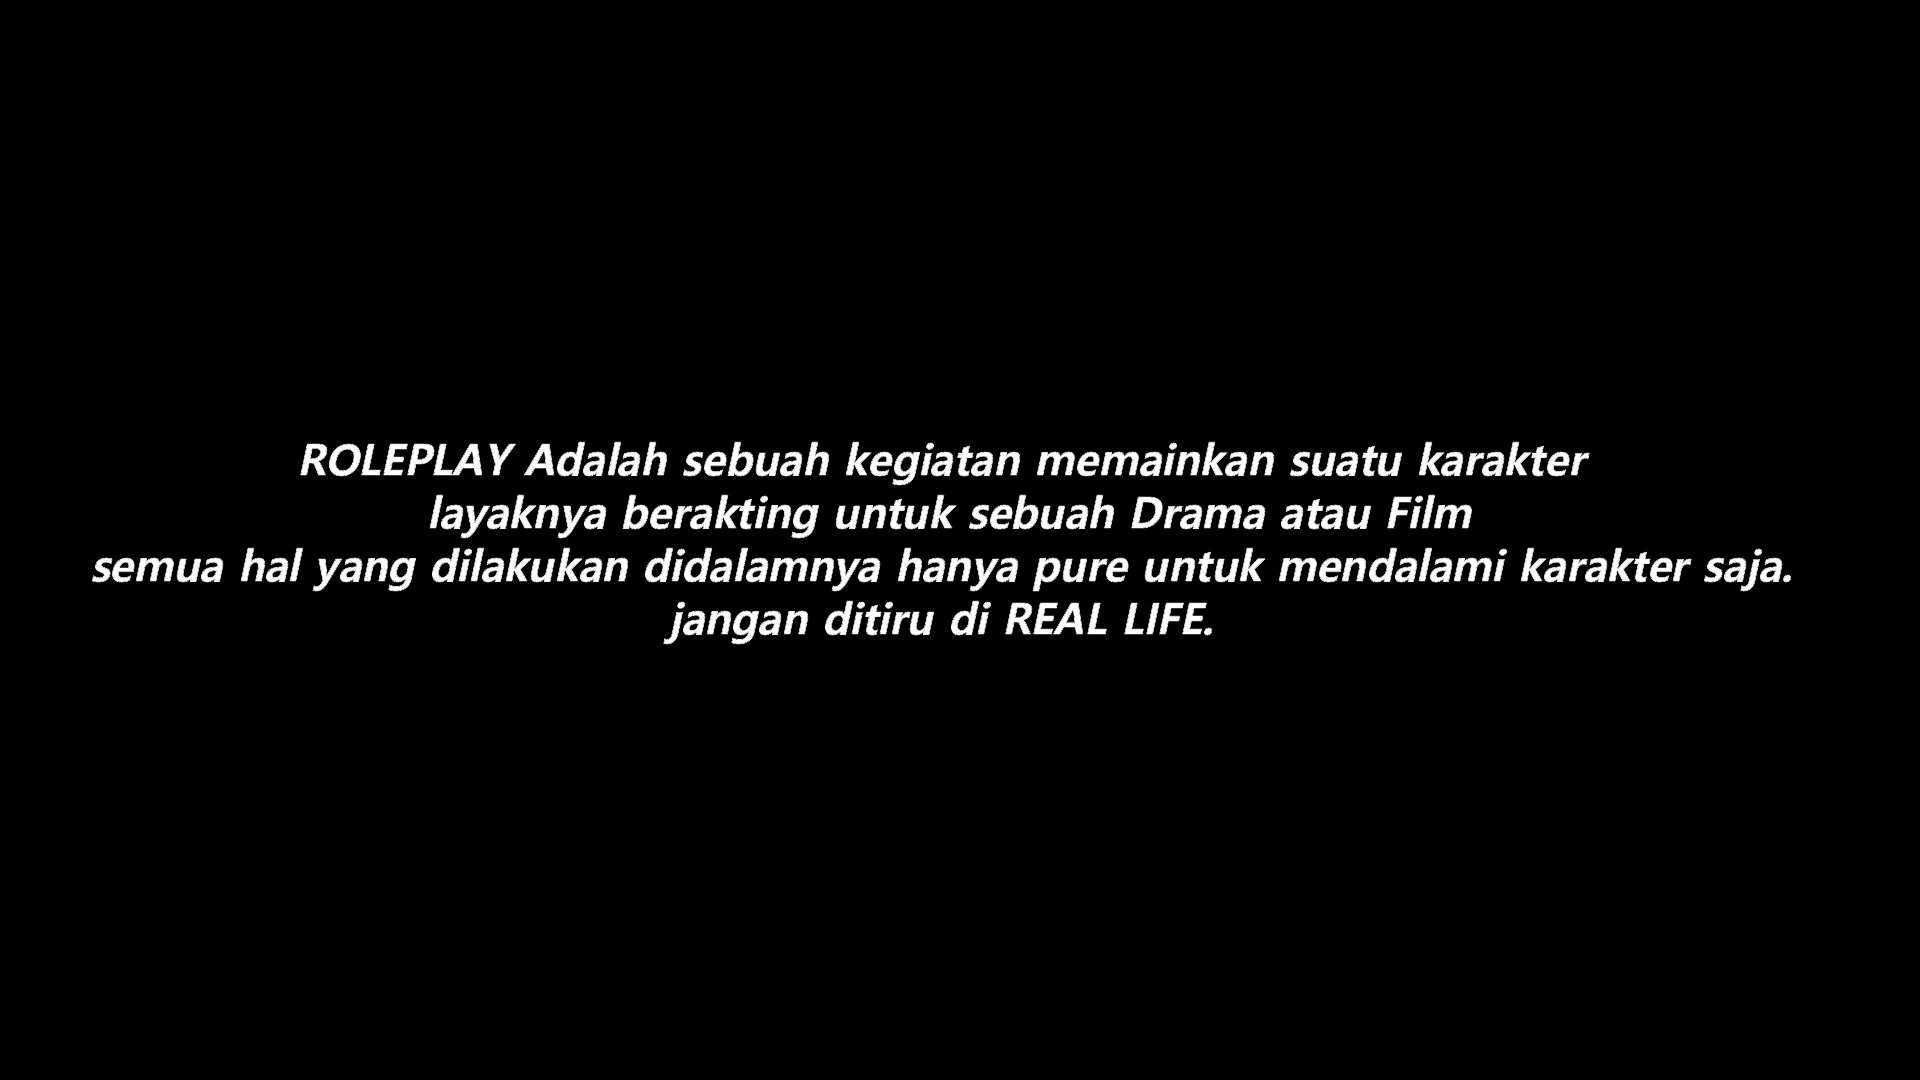 ROLEPLAY Adalah sebuah kegiatan memainkan suatu karakter
layaknya berakting untuk sebuah Drama atau Film
semua hal yang dilakukan didalamnya hanya pure untuk mendalami karakter saja.
jangan ditiru di REAL LIFE.